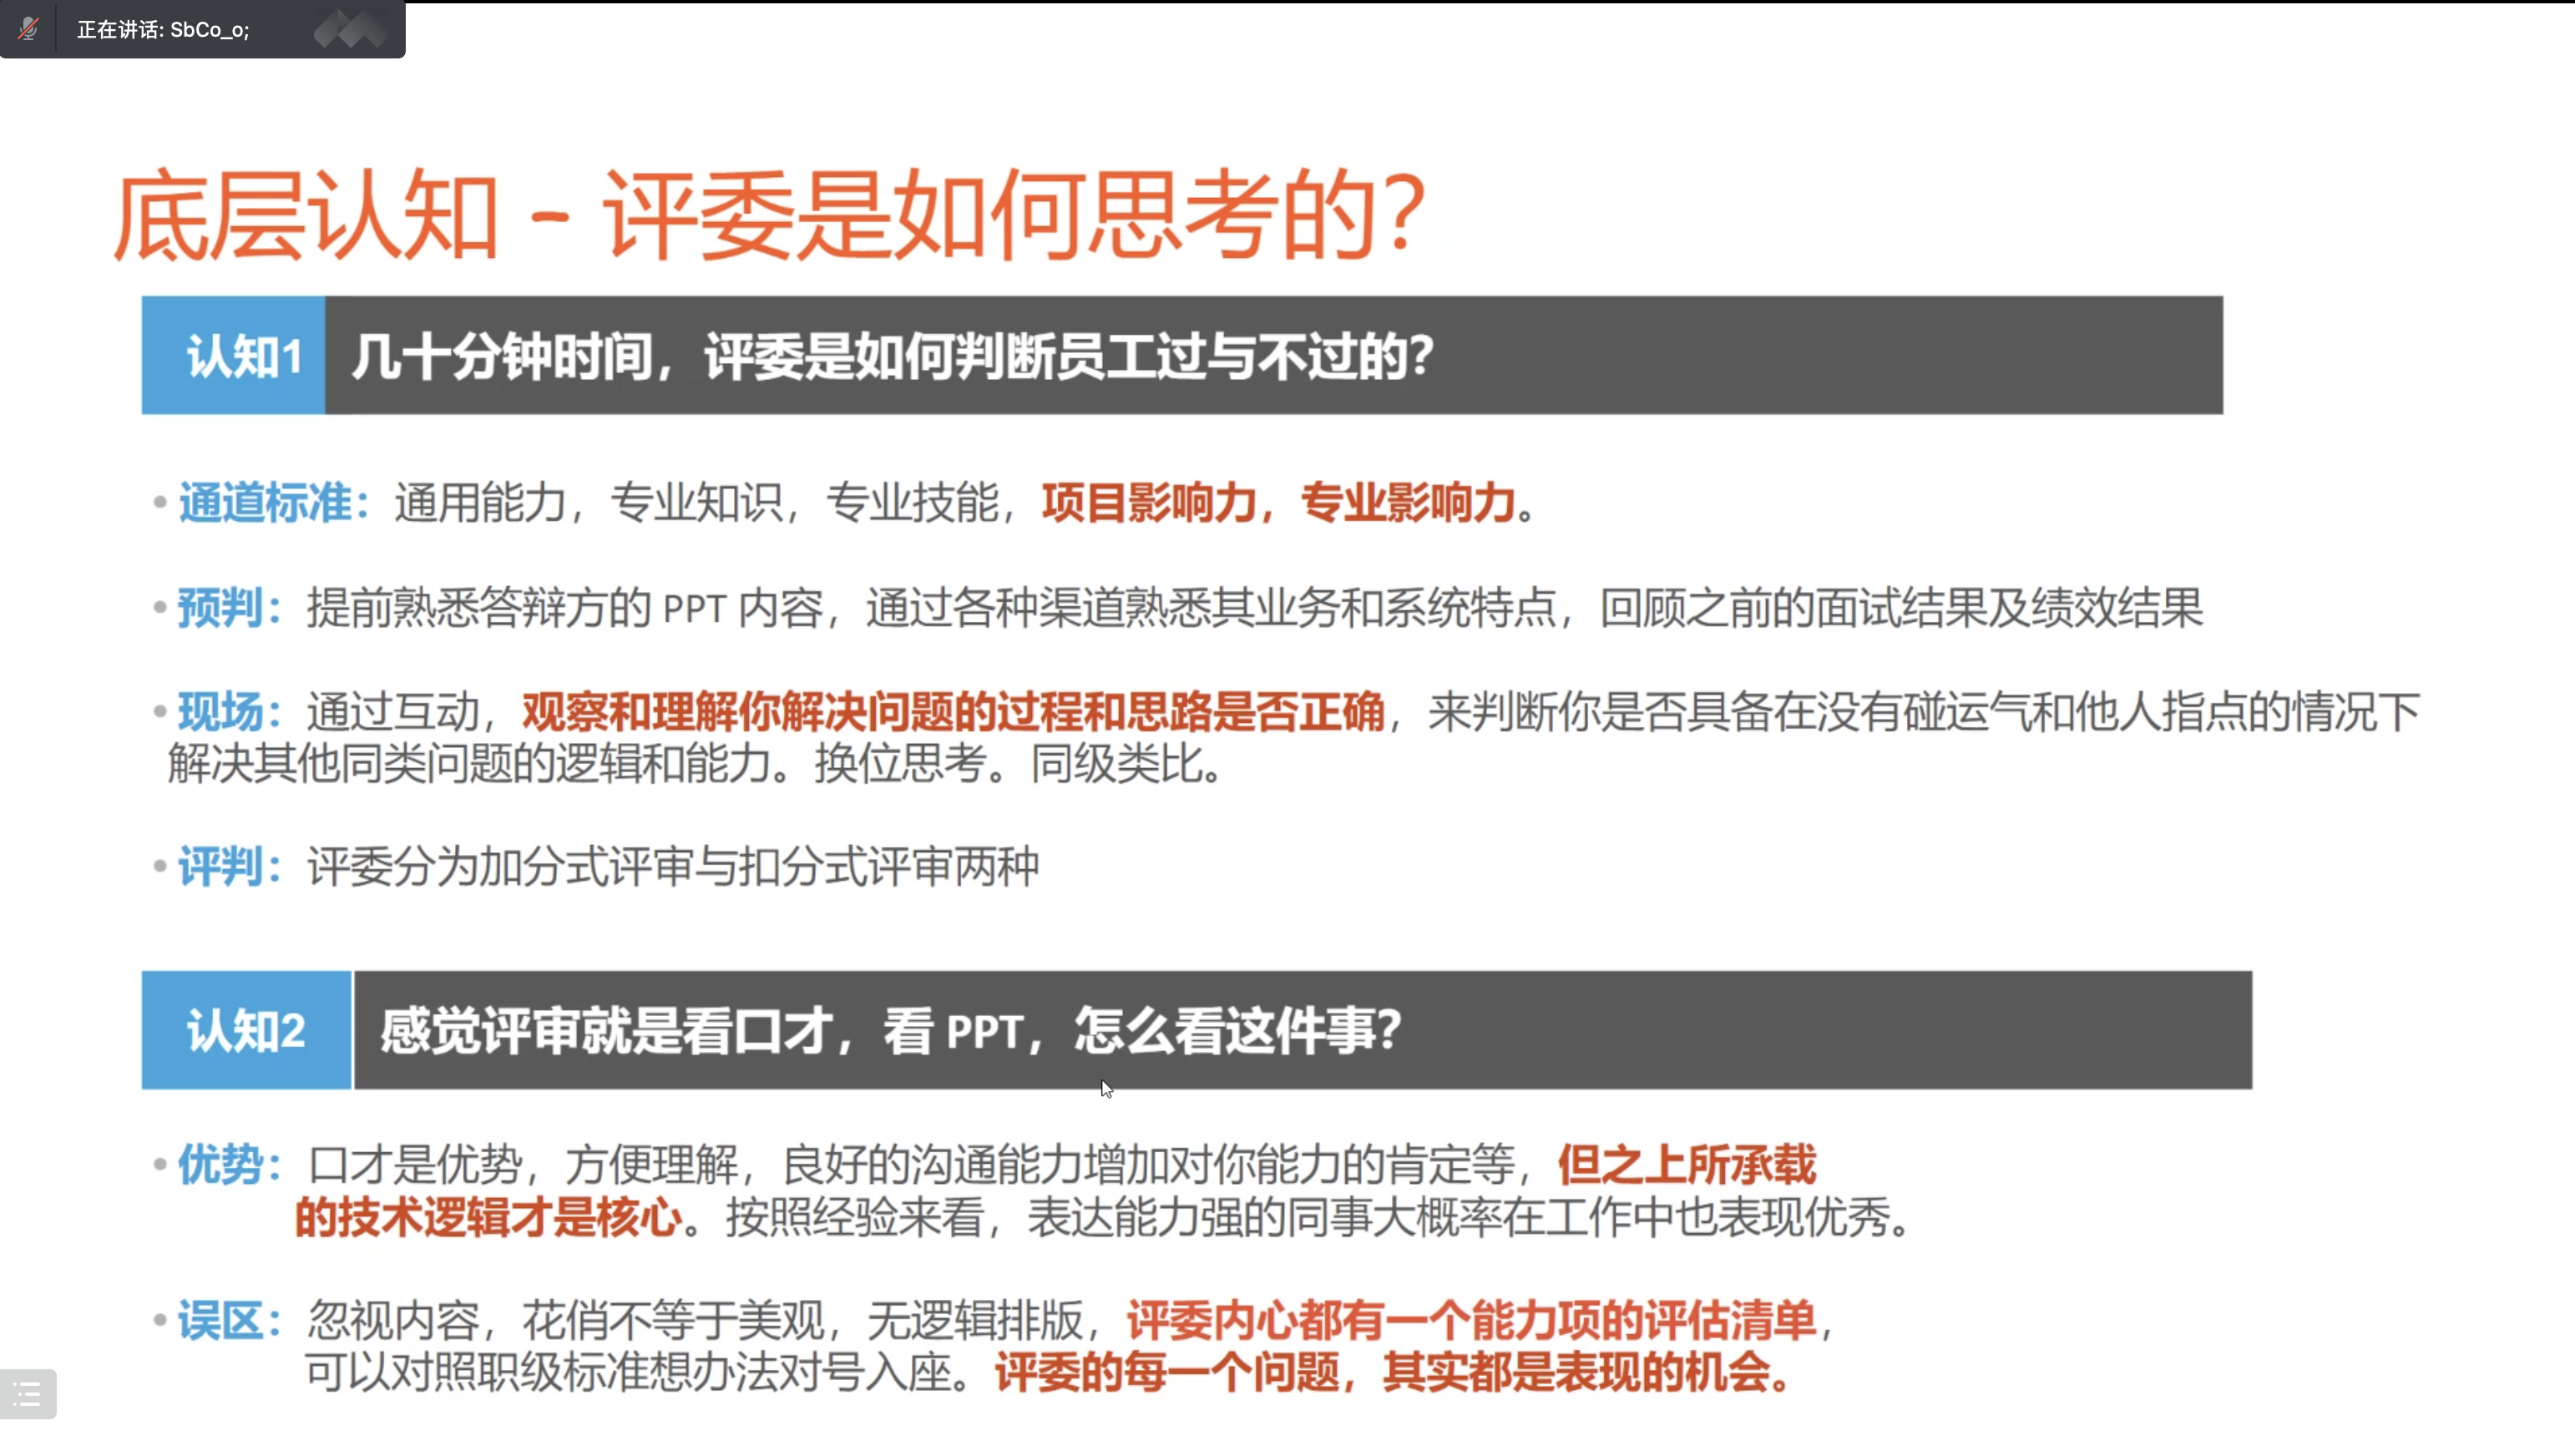 正在讲话: SbCo_o;
底层认知 - 评委是如何思考的?
认知1 几十分钟时间，评委是如何判断员工过与不过的?
• 通道标准：通用能力，专业知识，专业技能，项目影响力，专业影响力。
• 预判：提前熟悉答辩方的 PPT 内容，通过各种渠道熟悉其业务和系统特点，回顾之前的面试结果及绩效结果
• 现场：通过互动，观察和理解你解决问题的过程和思路是否正确，来判断你是否具备在没有碰运气和他人指点的情况下
解决其他同类问题的逻辑和能力。换位思考。同级类比。
• 评判：评委分为加分式评审与扣分式评审两种
认知2 感觉评审就是看口才，看 PPT，怎么看这件事?
• 优势：口才是优势，方便理解，良好的沟通能力增加对你能力的肯定等，但之上所承载
的技术逻辑才是核心。按照经验来看，表达能力强的同事大概率在工作中也表现优秀。
• 误区：忽视内容，花俏不等于美观，无逻辑排版，评委内心都有一个能力项的评估清单，
可以对照职级标准想办法对号入座。评委的每一个问题，其实都是表现的机会。